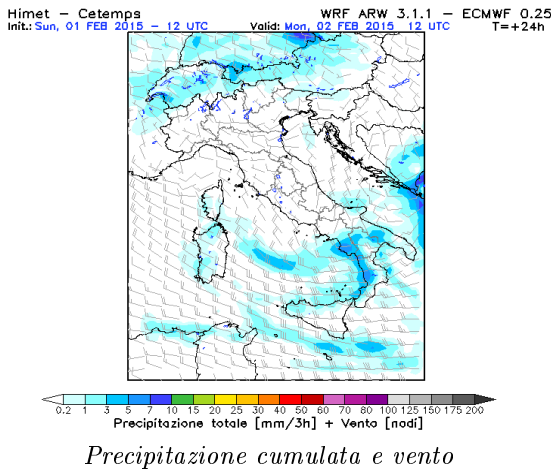 Himet – Cetemps WRF ARW 3.1.1 – ECMWF 0.25
Init.: Sun, 01 FEB 2015 – 12 UTC Valid: Mon, 02 FEB 2015 12 UTC T=+24h
0.2 1 3 5 7 10 15 20 25 30 40 50 60 70 80 100 125 150 175 200
Precipitazione totale [mm/3h] + Vento [nodi]
Precipitazione cumulata e vento